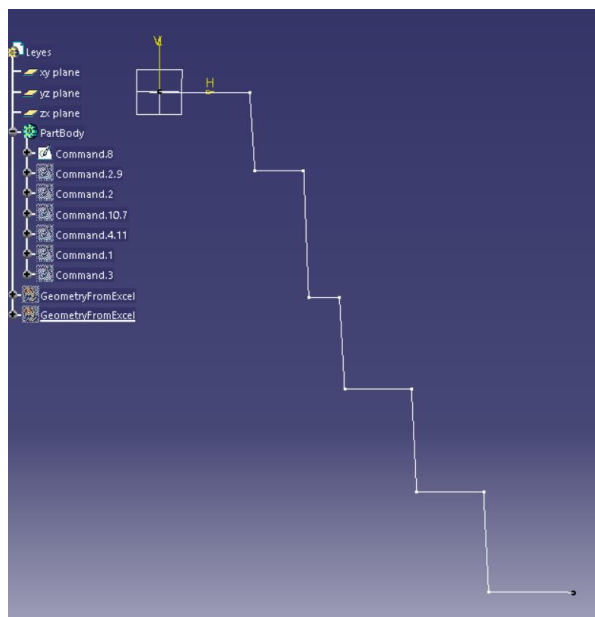 Leyes
xy plane
yz plane
zx plane
PartBody
Command.8
Command.2.9
Command.2
Command.10.7
Command.4.11
Command.1
Command.3
GeometryFromExcel
GeometryFromExcel
V
H